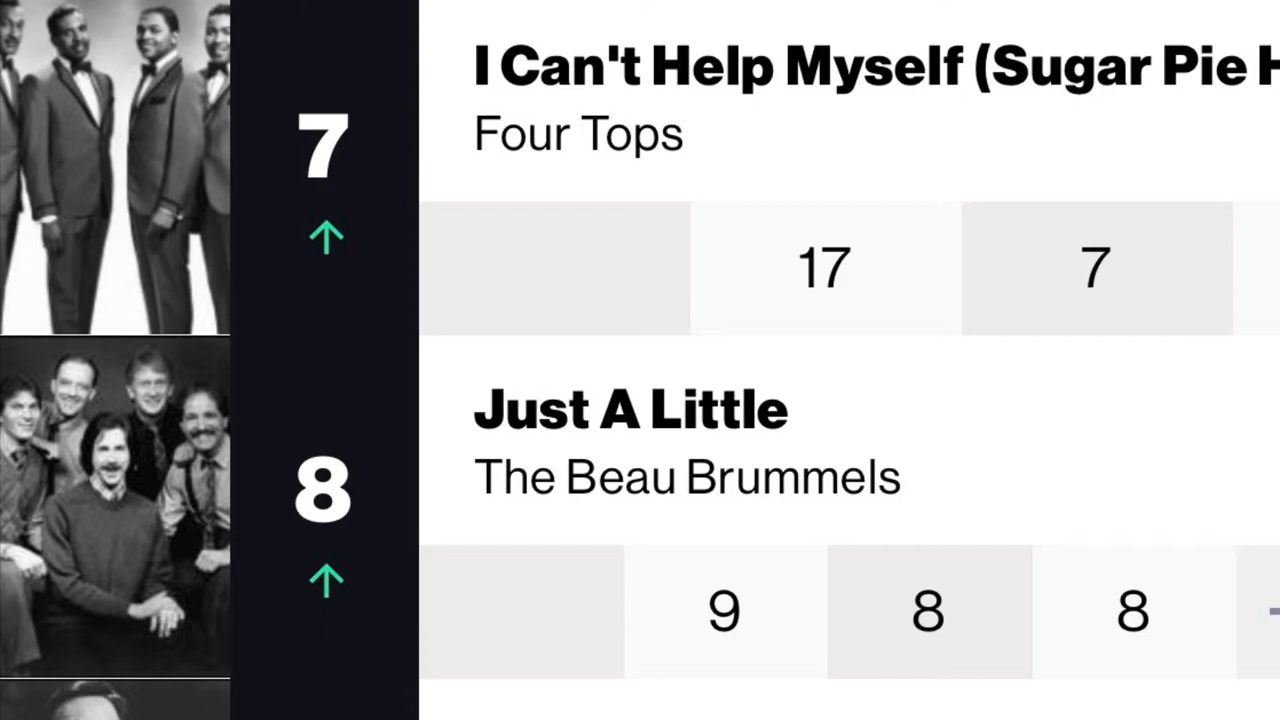 7
I Can't Help Myself (Sugar Pie
Four Tops
17 7
8
Just A Little
The Beau Brummels
9 8 8